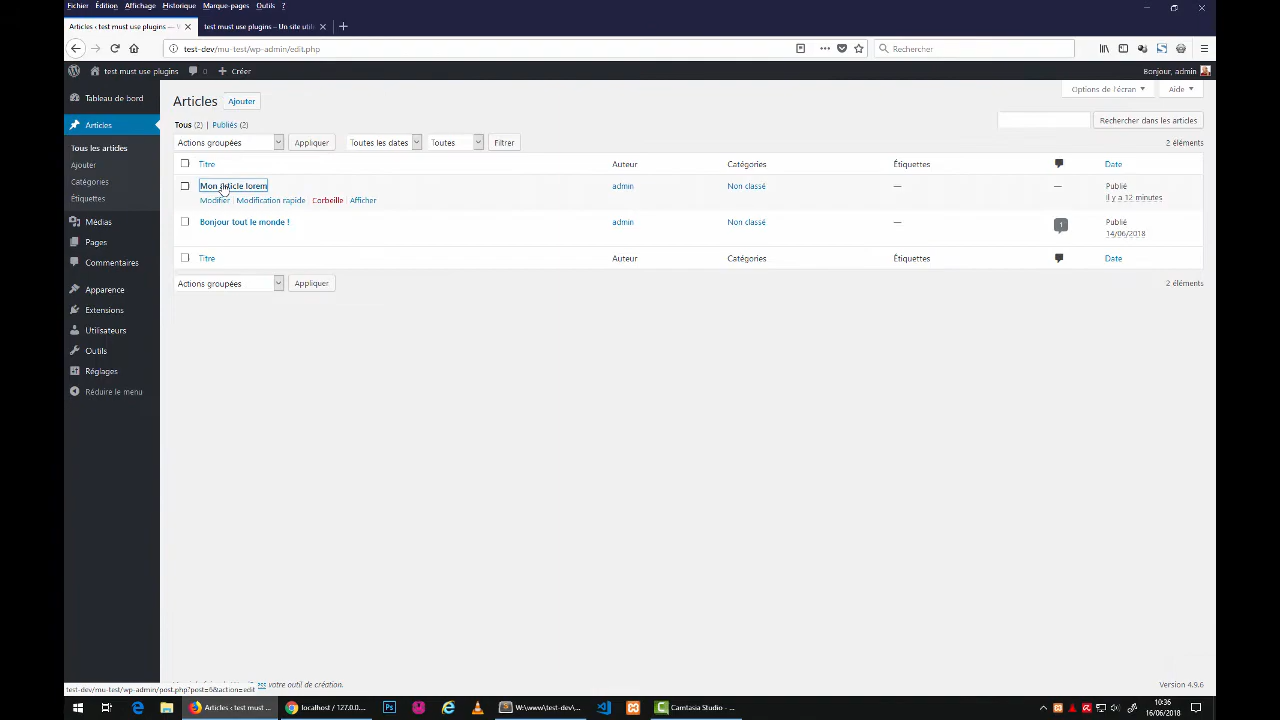 Fichier Édition Affichage Historique Marque-pages Outils ?
Articles ‹ test must use plugins — test must use plugins – Un site util
test-dev/mu-test/wp-admin/edit.php Rechercher
test must use plugins 0 Créer Bonjour, admin
Tableau de bord
Articles
Tous les articles
Ajouter
Catégories
Étiquettes
Médias
Pages
Commentaires
Apparence
Extensions
Utilisateurs
Outils
Réglages
Réduire le menu
Options de l'écran Aide
Articles Ajouter
Tous (2) | Publiés (2)
Rechercher dans les articles
Actions groupées Appliquer Toutes les dates Toutes Filtrer 2 éléments
Titre Auteur Catégories Étiquettes Date
Mon article lorem admin Non classé — — Publié
il y a 12 minutes
Modifier | Modification rapide | Corbeille | Afficher
Bonjour tout le monde ! admin Non classé — 1 Publié
14/06/2018
Titre Auteur Catégories Étiquettes Date
Actions groupées Appliquer 2 éléments
votre outil de création. Version 4.9.6
test-dev/mu-test/wp-admin/post.php?post=6&action=edit
Articles ‹ test must ... localhost / 127.0.0... W:\www\test-dev\... Camtasia Studio - ...
10:36
16/06/2018